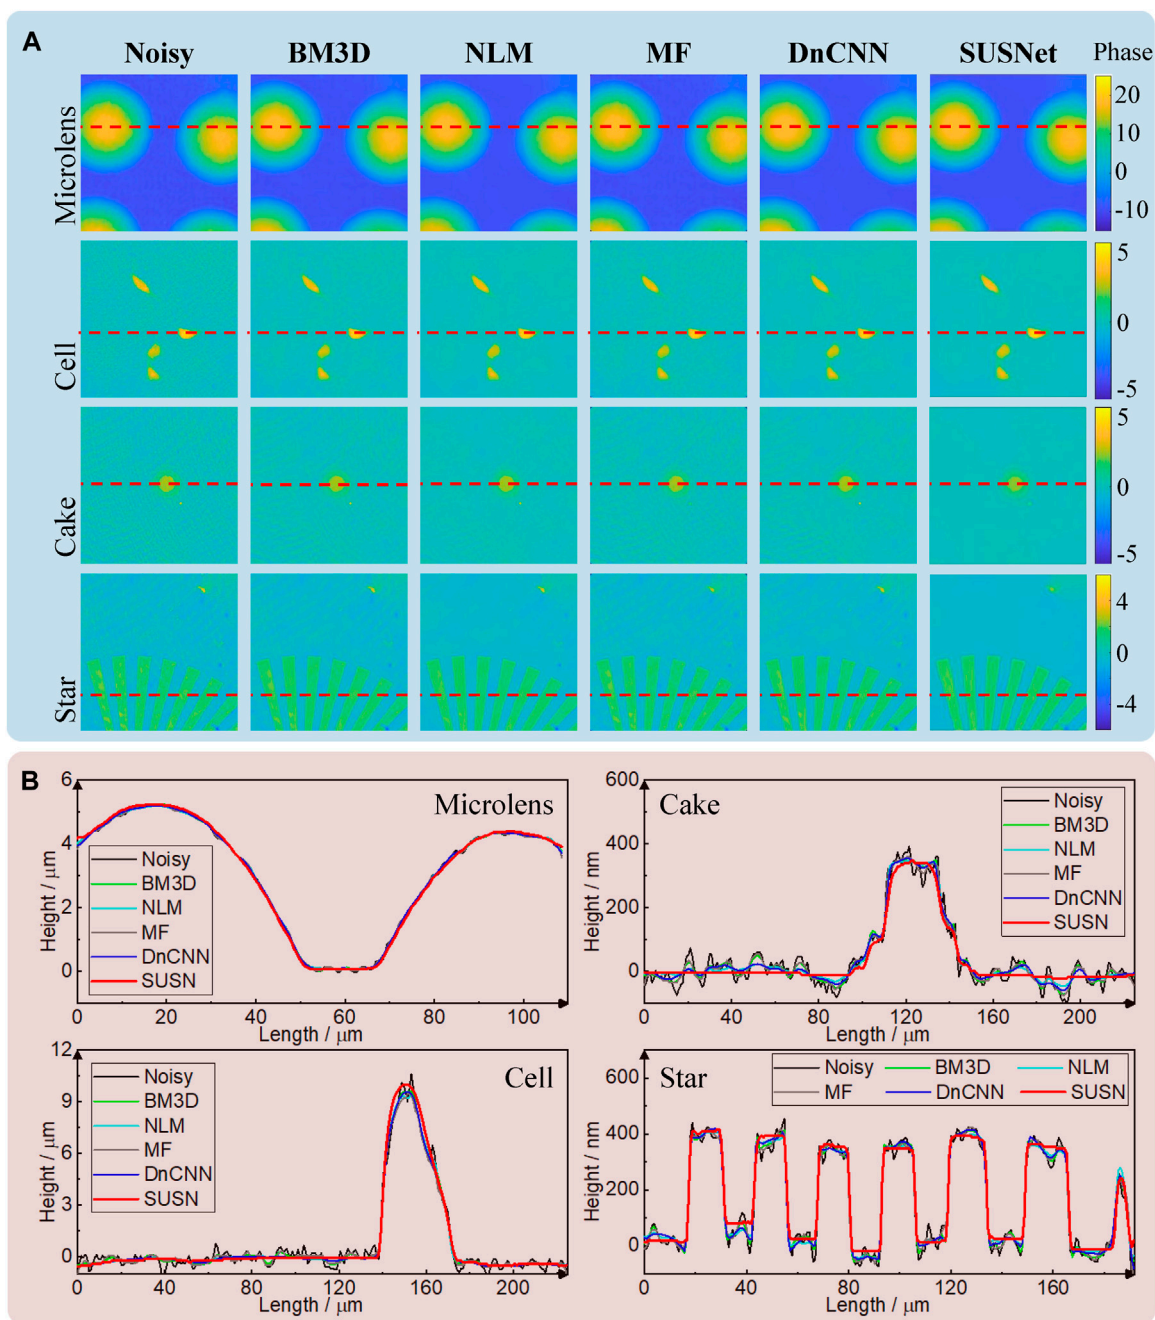 A
Noisy BM3D NLM MF DnCNN SUSNet Phase
Microlens
20
10
0
-10
Cell
5
0
-5
Cake
5
0
-5
Star
4
0
-4
B
Microlens
6
4
2
0
Height / μm
Noisy
BM3D
NLM
MF
DnCNN
SUSN
0 20 40 60 80 100
Length / μm
Cake
600
400
200
0
Height / nm
Noisy
BM3D
NLM
MF
DnCNN
SUSN
0 40 80 120 160 200
Length / μm
Cell
12
9
6
3
0
Height / μm
Noisy
BM3D
NLM
MF
DnCNN
SUSN
0 40 80 120 160 200
Length / μm
Star
600
400
200
0
Height / nm
Noisy BM3D NLM
MF DnCNN SUSN
0 40 80 120 160
Length / μm